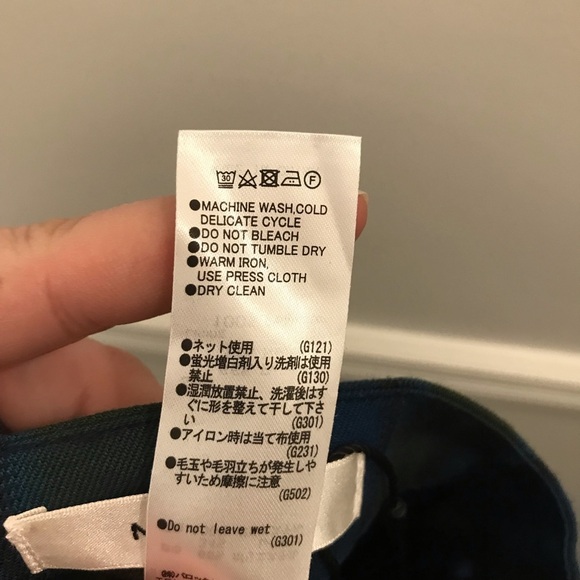 30 F
●MACHINE WASH,COLD
DELICATE CYCLE
●DO NOT BLEACH
●DO NOT TUMBLE DRY
●WARM IRON,
USE PRESS CLOTH
●DRY CLEAN
●ネット使用 (G121)
●蛍光増白剤入り洗剤は使用
禁止 (G130)
●湿潤放置禁止、洗濯後はす
ぐに形を整えて干して下さ
い (G301)
●アイロン時は当て布使用
(G231)
●毛玉や毛羽立ちが発生しや
すいため摩擦に注意
(G502)
●Do not leave wet
(G301)